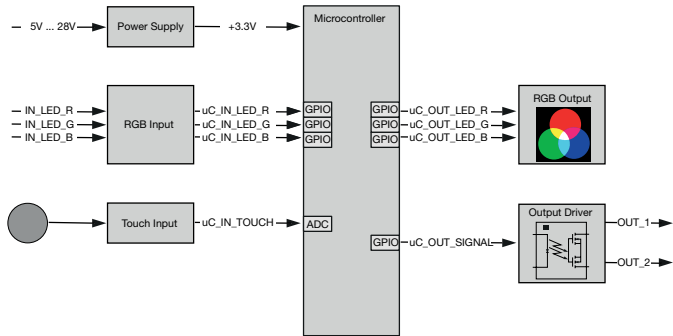 Microcontroller
5V ... 28V
Power Supply
+3.3V
IN_LED_R
IN_LED_G
IN_LED_B
RGB Input
uC_IN_LED_R
uC_IN_LED_G
uC_IN_LED_B
GPIO
GPIO
GPIO
GPIO
GPIO
GPIO
uC_OUT_LED_R
uC_OUT_LED_G
uC_OUT_LED_B
RGB Output
Touch Input
uC_IN_TOUCH
ADC
GPIO
uC_OUT_SIGNAL
Output Driver
OUT_1
OUT_2